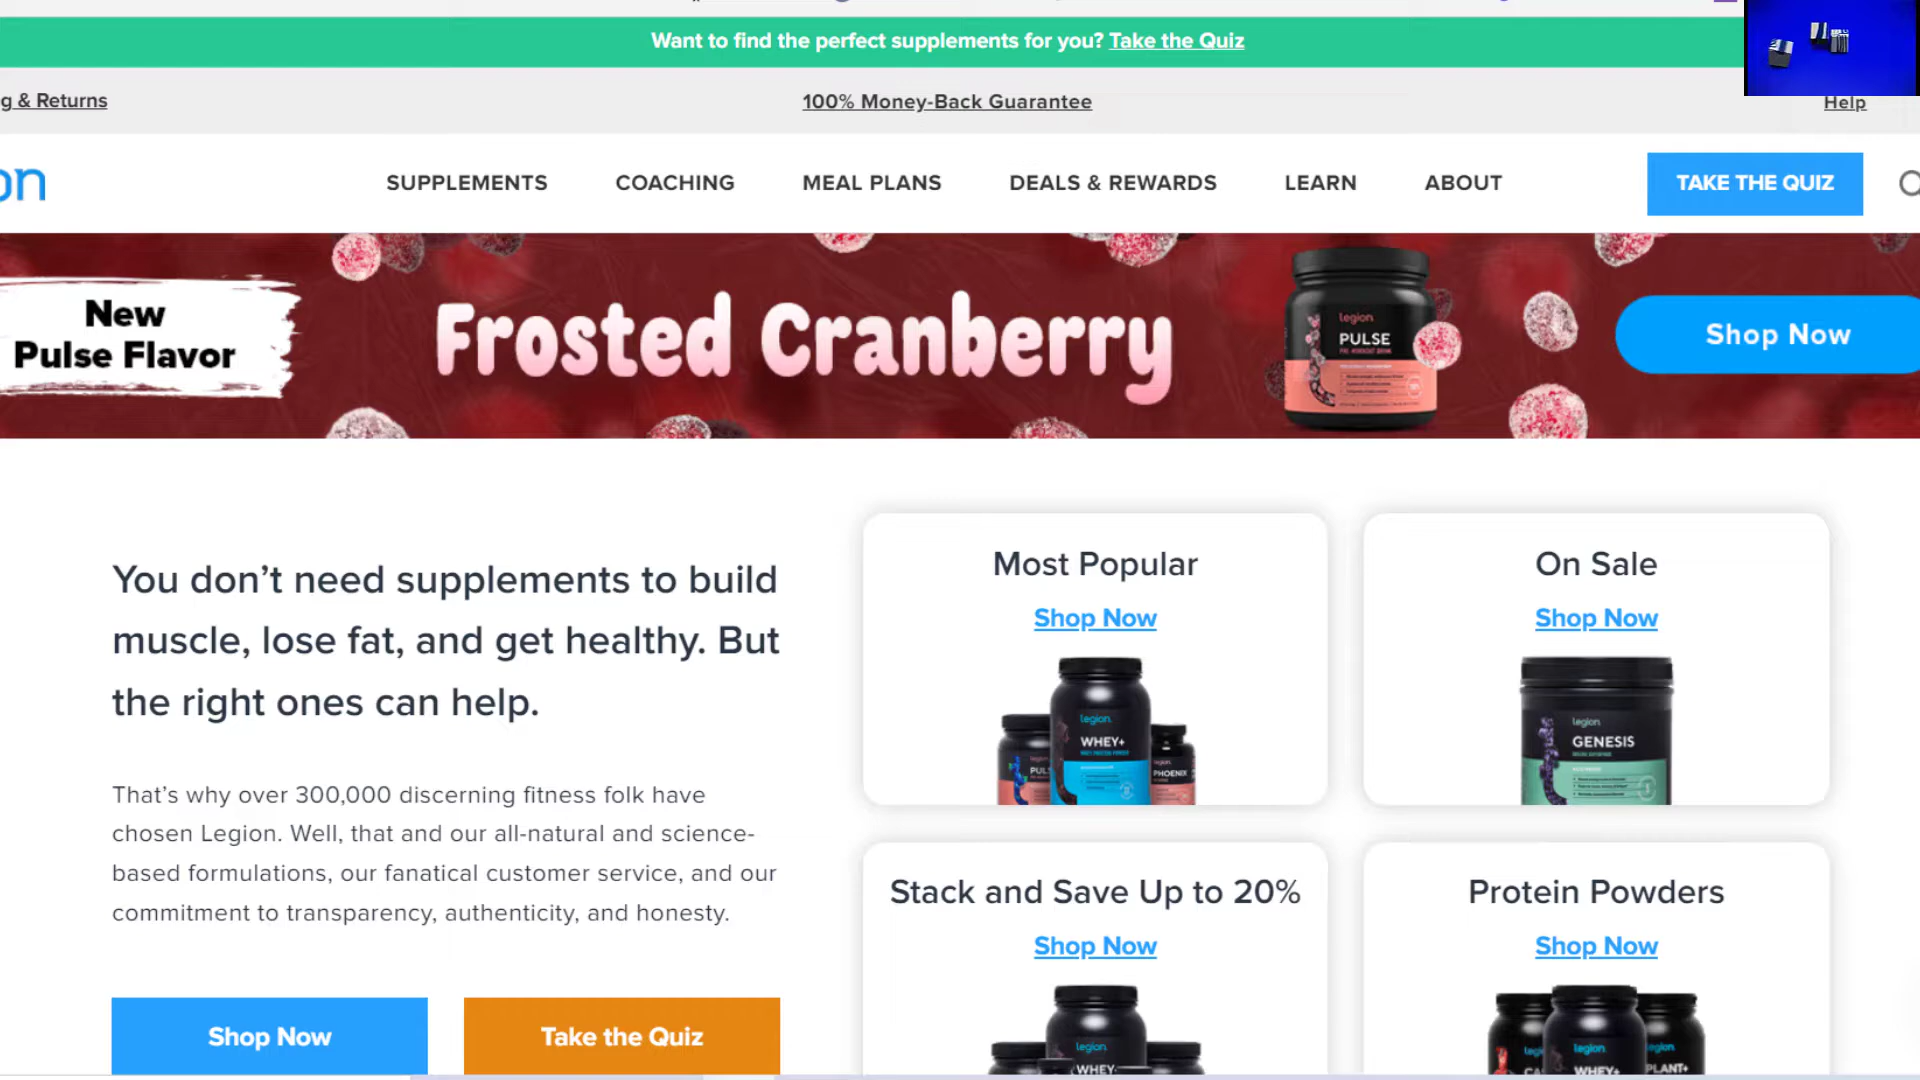 Want to find the perfect supplements for you? Take the Quiz
g & Returns
100% Money-Back Guarantee
Help
on
SUPPLEMENTS
COACHING
MEAL PLANS
DEALS & REWARDS
LEARN
ABOUT
TAKE THE QUIZ
New
Pulse Flavor
Frosted Cranberry
legion
PULSE
PRE-WORKOUT DRINK
Shop Now
You don’t need supplements to build
muscle, lose fat, and get healthy. But
the right ones can help.
That’s why over 300,000 discerning fitness folk have
chosen Legion. Well, that and our all-natural and science-
based formulations, our fanatical customer service, and our
commitment to transparency, authenticity, and honesty.
Shop Now
Take the Quiz
Most Popular
Shop Now
legion
WHEY+
PUL
legion
PHOENIX
On Sale
Shop Now
legion
GENESIS
Stack and Save Up to 20%
Shop Now
legion
WHEY
Protein Powders
Shop Now
legion
WHEY+
legion
PLANT+